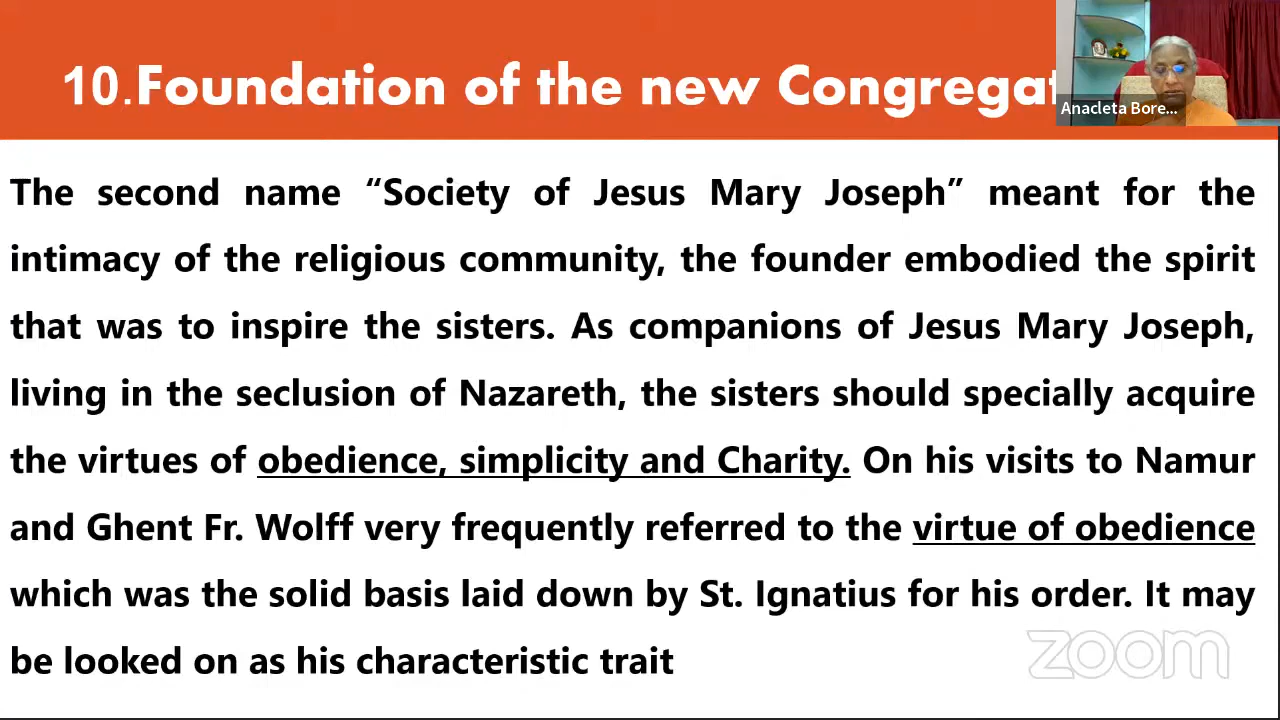 10.Foundation of the new Congregat
Anacleta Bore...
The second name “Society of Jesus Mary Joseph” meant for the
intimacy of the religious community, the founder embodied the spirit
that was to inspire the sisters. As companions of Jesus Mary Joseph,
living in the seclusion of Nazareth, the sisters should specially acquire
the virtues of obedience, simplicity and Charity. On his visits to Namur
and Ghent Fr. Wolff very frequently referred to the virtue of obedience
which was the solid basis laid down by St. Ignatius for his order. It may
be looked on as his characteristic trait
zoom